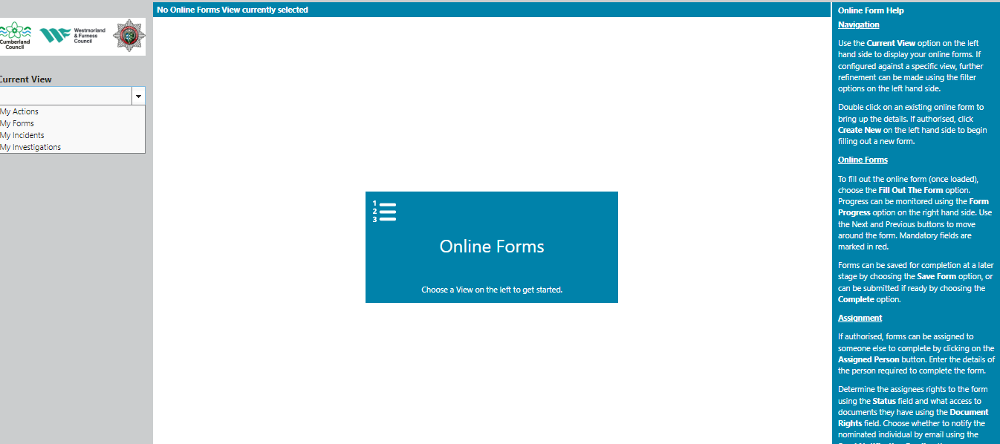 Cumberland
Council
Westmorland
& Furness
Council
Current View
My Actions
My Forms
My Incidents
My Investigations
No Online Forms View currently selected
1
2
3
Online Forms
Choose a View on the left to get started.
Online Form Help
Navigation
Use the Current View option on the left
hand side to display your online forms. If
configured against a specific view, further
refinement can be made using the filter
options on the left hand side.
Double click on an existing online form to
bring up the details. If authorised, click
Create New on the left hand side to begin
filling out a new form.
Online Forms
To fill out the online form (once loaded),
choose the Fill Out The Form option.
Progress can be monitored using the Form
Progress option on the right hand side. Use
the Next and Previous buttons to move
around the form. Mandatory fields are
marked in red.
Forms can be saved for completion at a later
stage by choosing the Save Form option, or
can be submitted if ready by choosing the
Complete option.
Assignment
If authorised, forms can be assigned to
someone else to complete by clicking on the
Assigned Person button. Enter the details of
the person required to complete the form.
Determine the assignees rights to the form
using the Status field and what access to
documents they have using the Document
Rights field. Choose whether to notify the
nominated individual by email using the